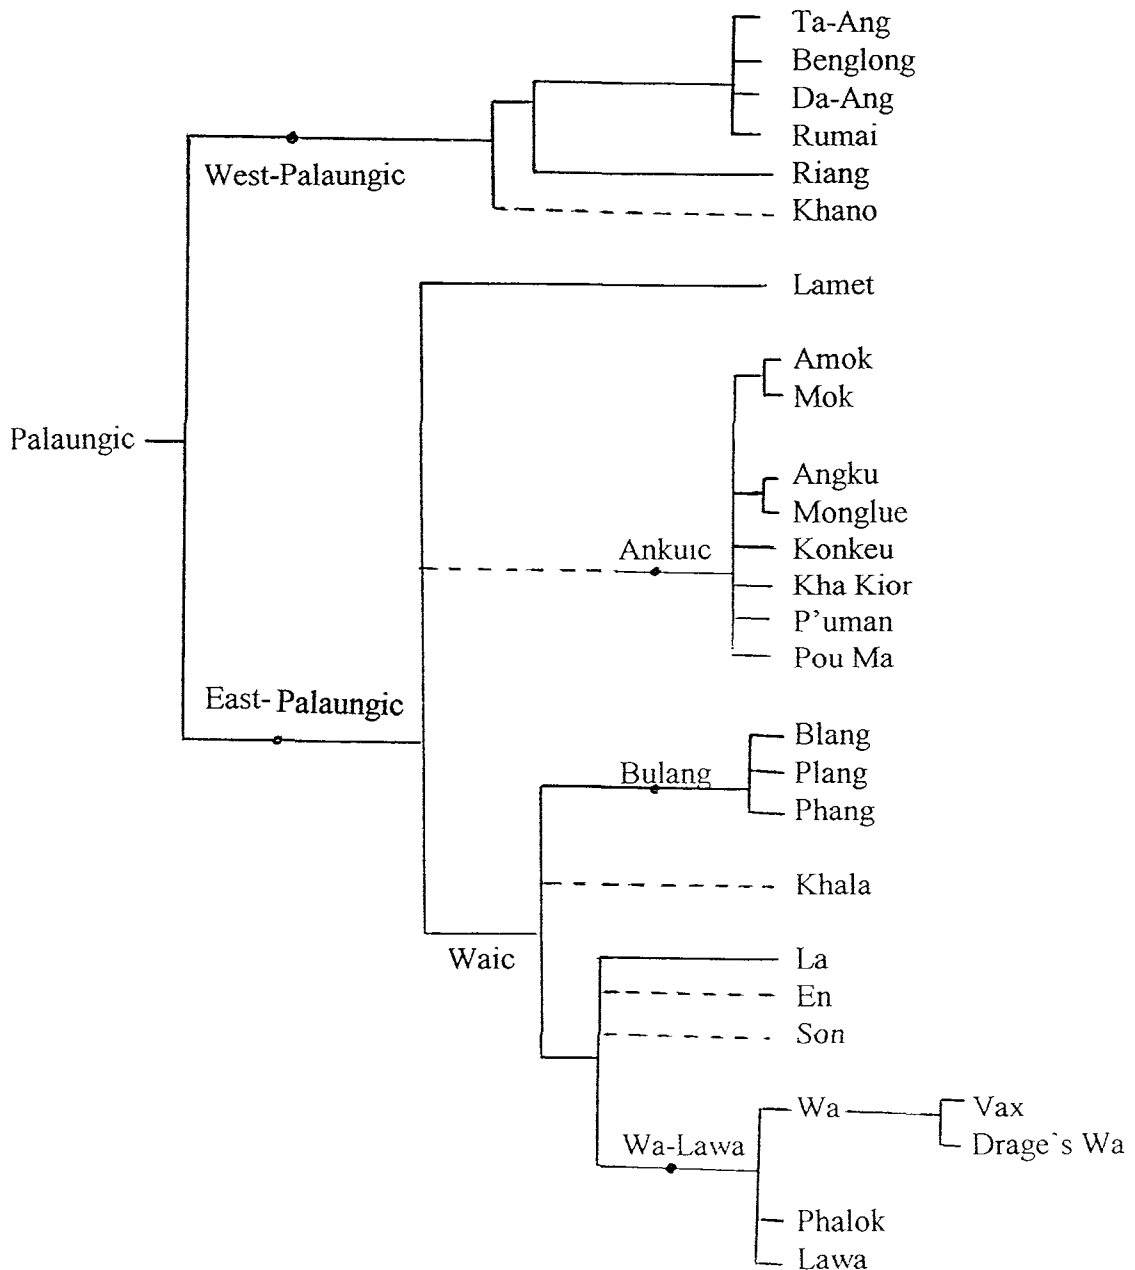 Ta-Ang
Benglong
Da-Ang
Rumai
West-Palaungic
Riang
Khano
Lamet
Amok
Mok
Palaungic
Angku
Monglue
Ankuic
Konkeu
Kha Kior
P’uman
Pou Ma
East-Palaungic
Blang
Bulang
Plang
Phang
Khala
Waic
La
En
Son
Wa
Vax
Wa-Lawa
Drage`s Wa
Phalok
Lawa